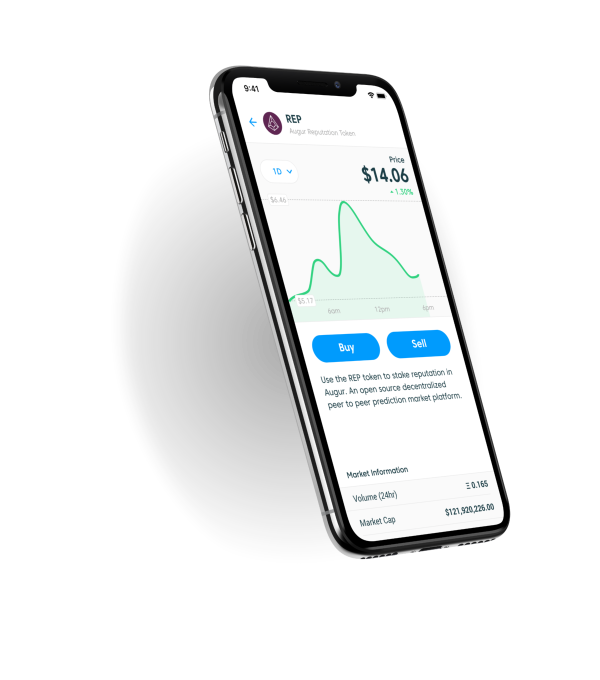 9:41
REP
Augur Reputation Token
Price
1D
$14.06
1.30%
$6.46
$5.17
6am
12pm
6pm
Buy
Sell
Use the REP token to stake reputation in
Augur. An open source decentralized
peer to peer prediction market platform.
Market Information
Volume (24hr)
Ξ 0.165
Market Cap
$121,920,226.00